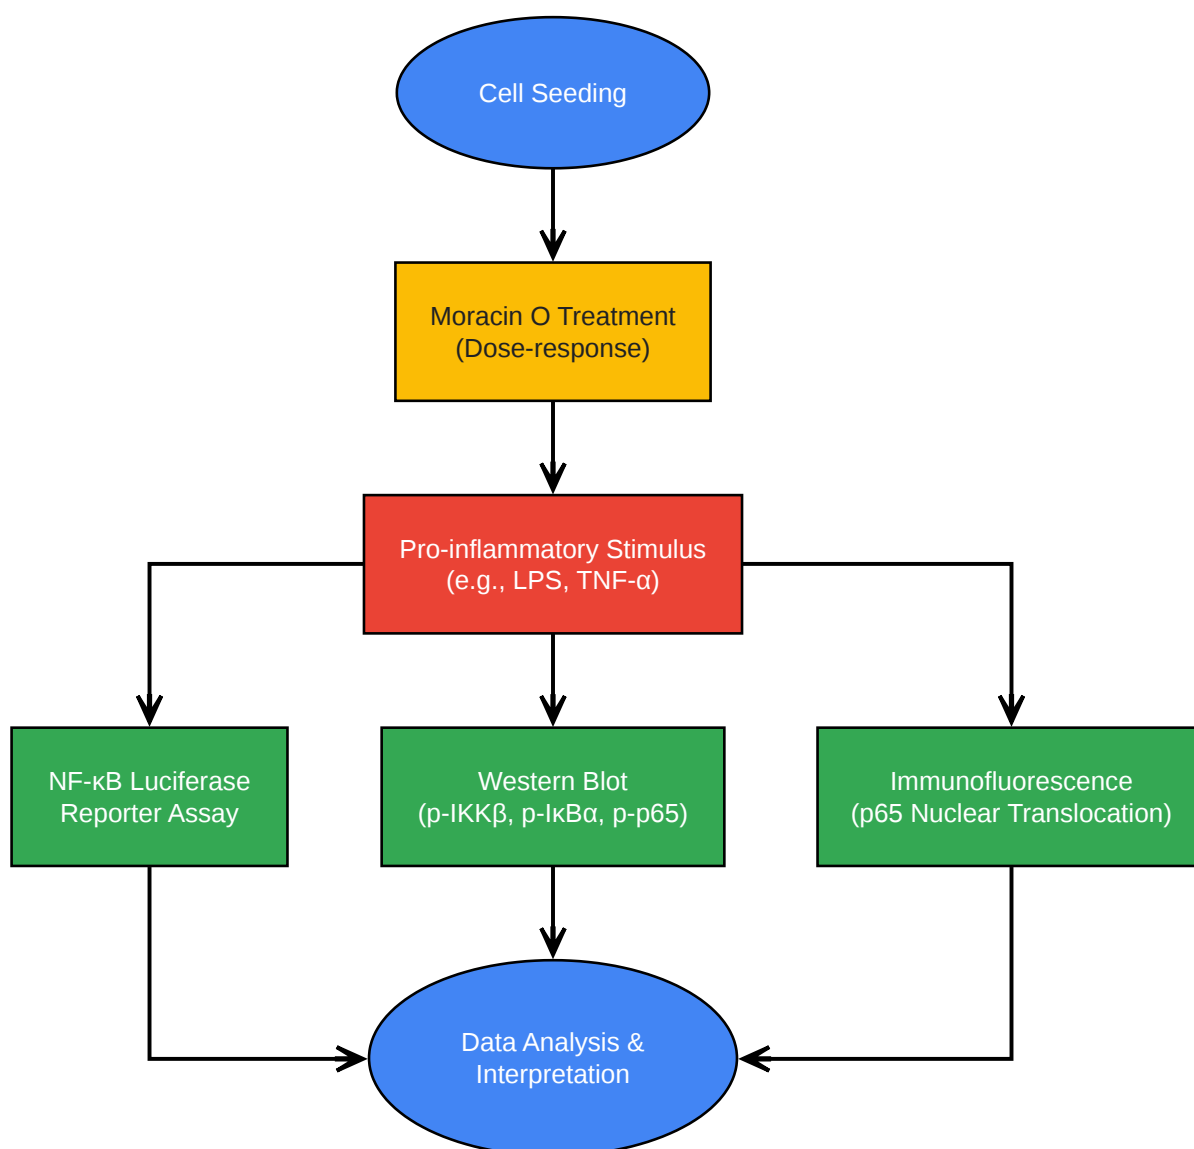 Cell Seeding
Moracin O Treatment
(Dose-response)
Pro-inflammatory Stimulus
(e.g., LPS, TNF-α)
NF-κB Luciferase
Reporter Assay
Western Blot
(p-IKKβ, p-IκBα, p-p65)
Immunofluorescence
(p65 Nuclear Translocation)
Data Analysis &
Interpretation